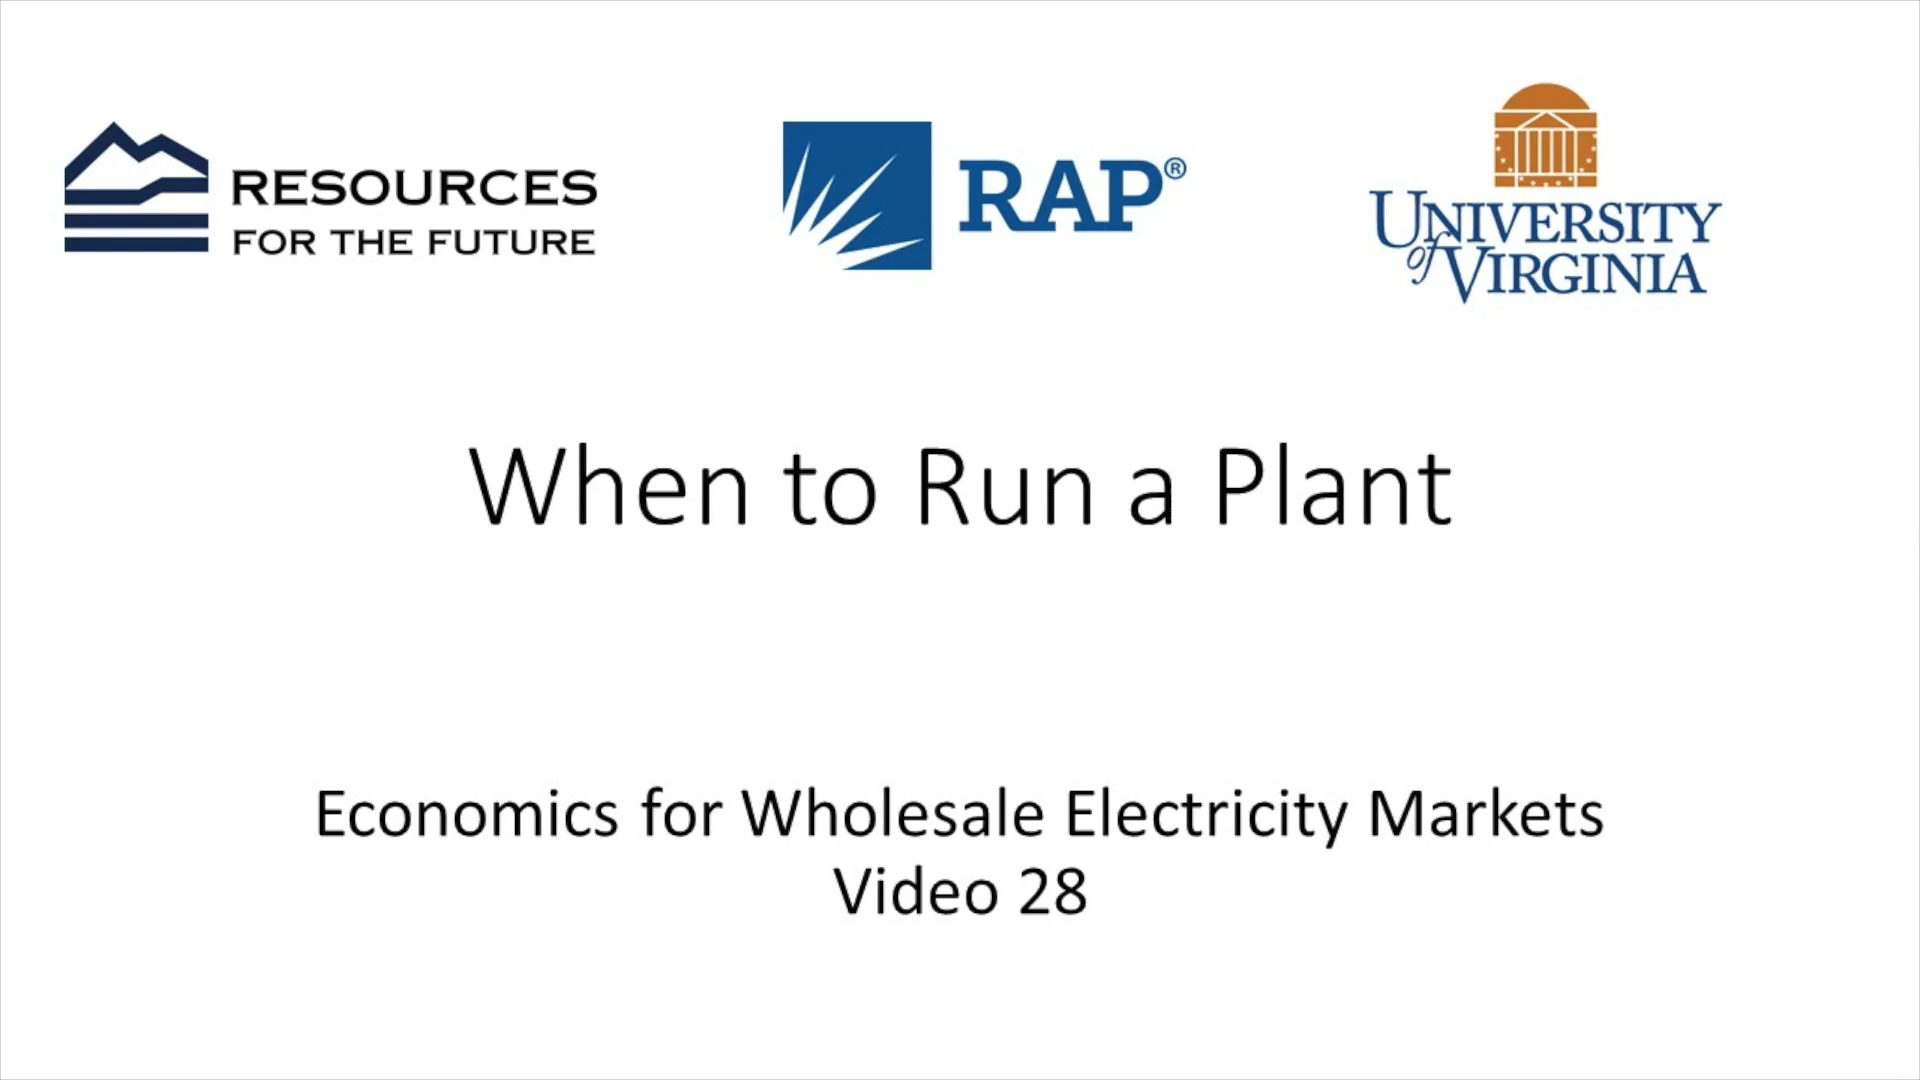 RESOURCES
FOR THE FUTURE
RAP®
UNIVERSITY
of VIRGINIA
When to Run a Plant
Economics for Wholesale Electricity Markets
Video 28